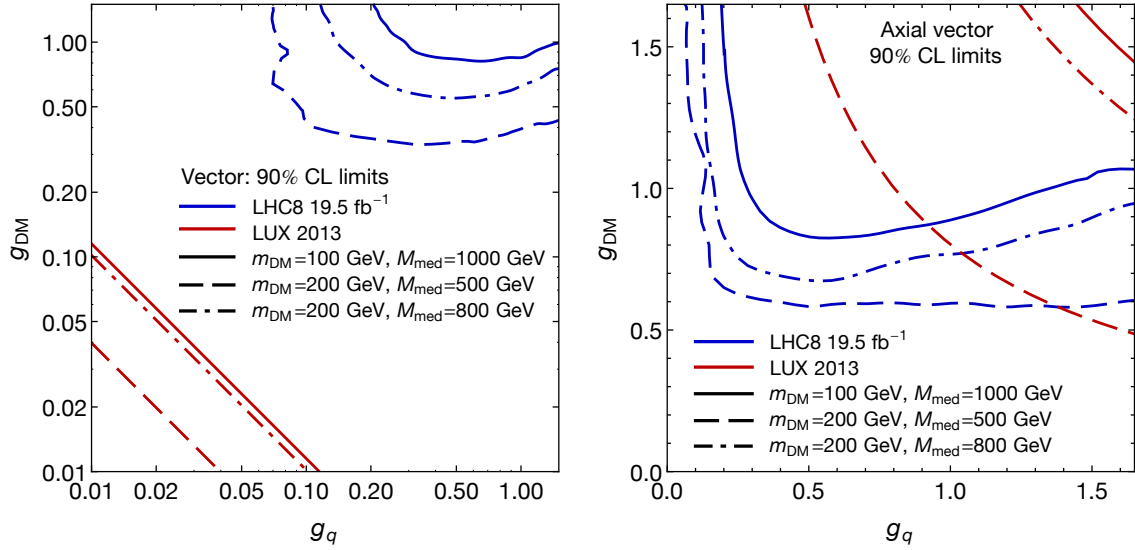 1.00
0.50
0.20
0.10
0.05
0.02
0.01
g_DM
Vector: 90% CL limits
LHC8 19.5 fb⁻¹
LUX 2013
m_DM=100 GeV, M_med=1000 GeV
m_DM=200 GeV, M_med=500 GeV
m_DM=200 GeV, M_med=800 GeV
0.01 0.02 0.05 0.10 0.20 0.50 1.00
g_q
1.5
1.0
0.5
0.0
g_DM
Axial vector
90% CL limits
LHC8 19.5 fb⁻¹
LUX 2013
m_DM=100 GeV, M_med=1000 GeV
m_DM=200 GeV, M_med=500 GeV
m_DM=200 GeV, M_med=800 GeV
0.0 0.5 1.0 1.5
g_q